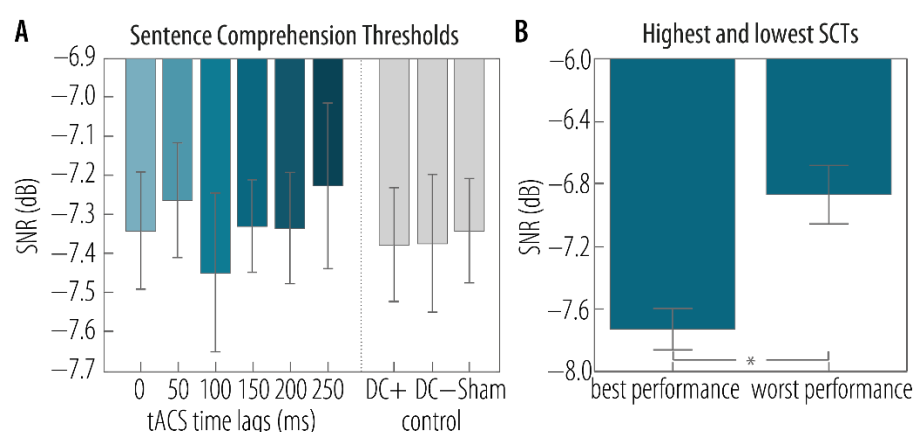 A
Sentence Comprehension Thresholds
SNR (dB)
−6.9
−7.0
−7.1
−7.2
−7.3
−7.4
−7.5
−7.6
−7.7
0 50 100 150 200 250 DC+ DC−Sham
tACS time lags (ms) control
B
Highest and lowest SCTs
SNR (dB)
−6.0
−6.4
−6.8
−7.2
−7.6
−8.0
*
best performance worst performance